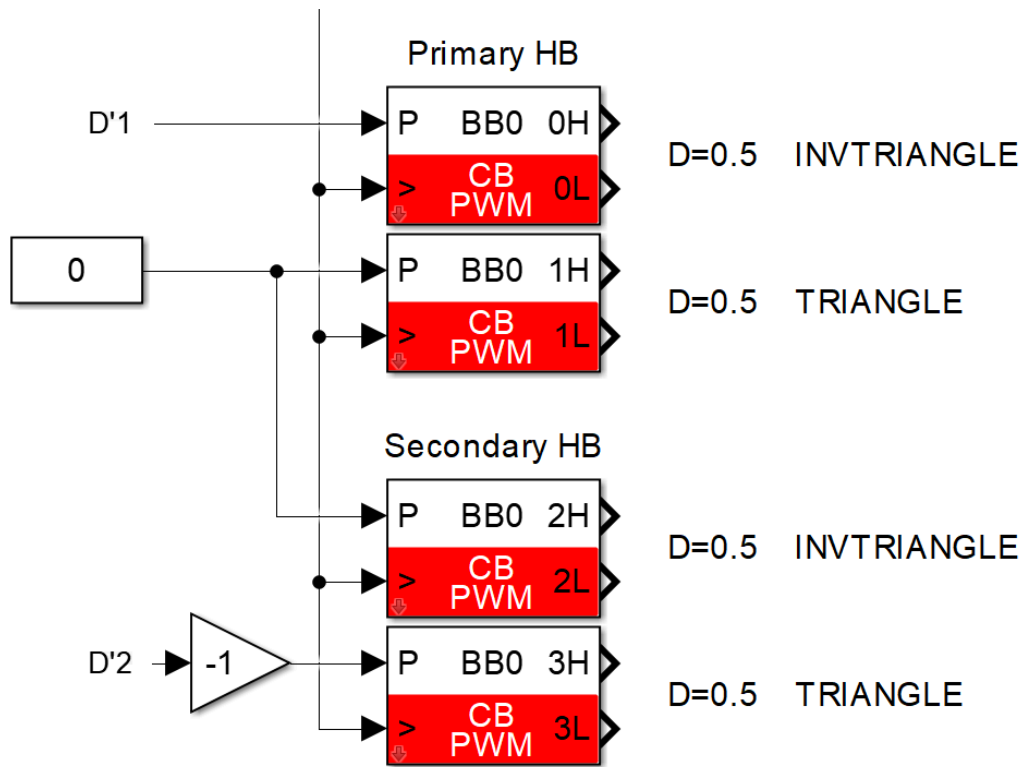 Primary HB
D'1
P BB0 0H
> CB PWM 0L
D=0.5 INVTRIANGLE
0
P BB0 1H
> CB PWM 1L
D=0.5 TRIANGLE
Secondary HB
P BB0 2H
> CB PWM 2L
D=0.5 INVTRIANGLE
D'2
-1
P BB0 3H
> CB PWM 3L
D=0.5 TRIANGLE